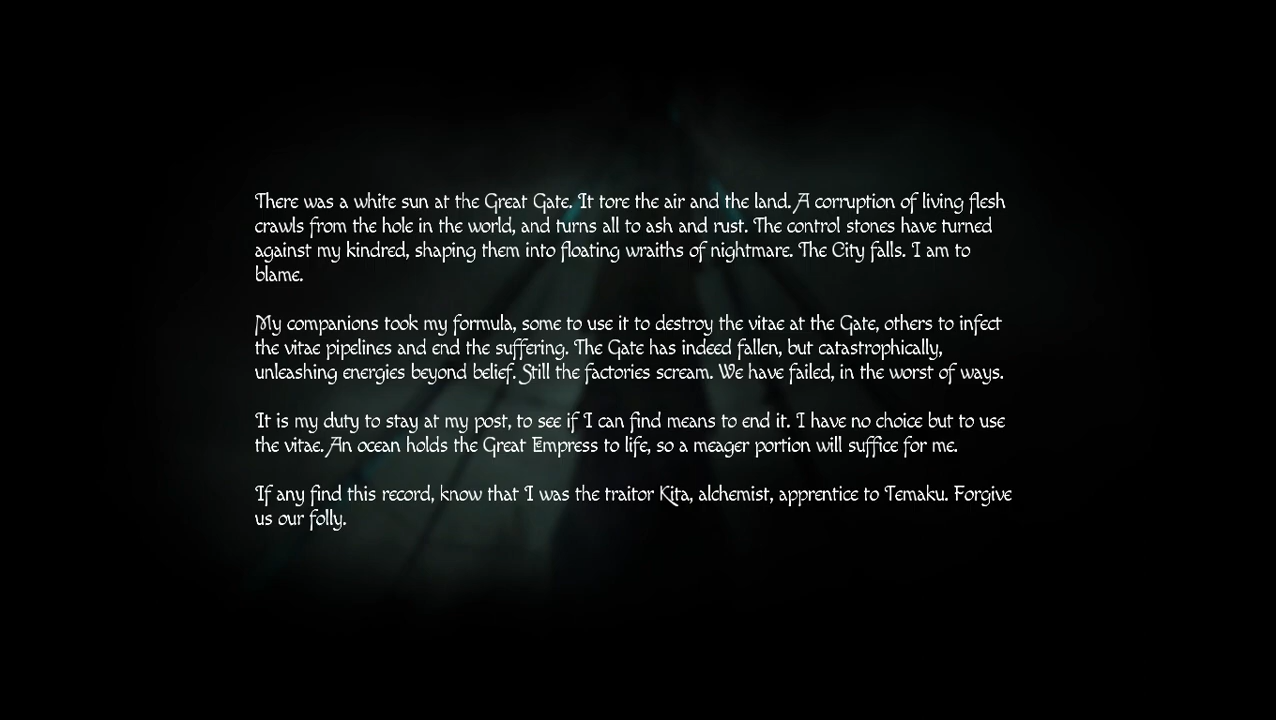 There was a white sun at the Great Gate. It tore the air and the land. A corruption of living flesh
crawls from the hole in the world, and turns all to ash and rust. The control stones have turned
against my kindred, shaping them into floating wraiths of nightmare. The City falls. I am to
blame.
My companions took my formula, some to use it to destroy the vitae at the Gate, others to infect
the vitae pipelines and end the suffering. The Gate has indeed fallen, but catastrophically,
unleashing energies beyond belief. Still the factories scream. We have failed, in the worst of ways.
It is my duty to stay at my post, to see if I can find means to end it. I have no choice but to use
the vitae. An ocean holds the Great Empress to life, so a meager portion will suffice for me.
If any find this record, know that I was the traitor Kita, alchemist, apprentice to Temaku. Forgive
us our folly.